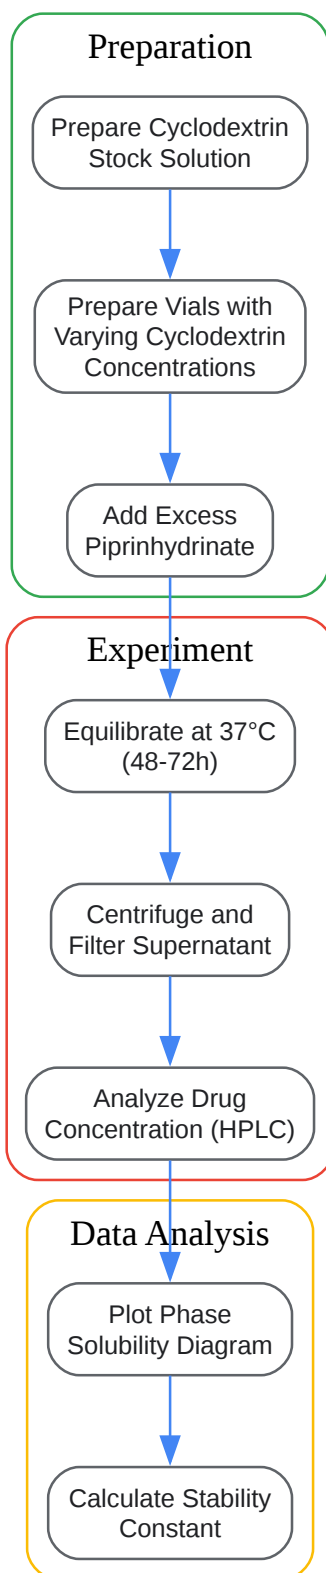 Preparation
Prepare Cyclodextrin
Stock Solution
Prepare Vials with
Varying Cyclodextrin
Concentrations
Add Excess
Piprinhydrinate
Experiment
Equilibrate at 37°C
(48-72h)
Centrifuge and
Filter Supernatant
Analyze Drug
Concentration (HPLC)
Data Analysis
Plot Phase
Solubility Diagram
Calculate Stability
Constant